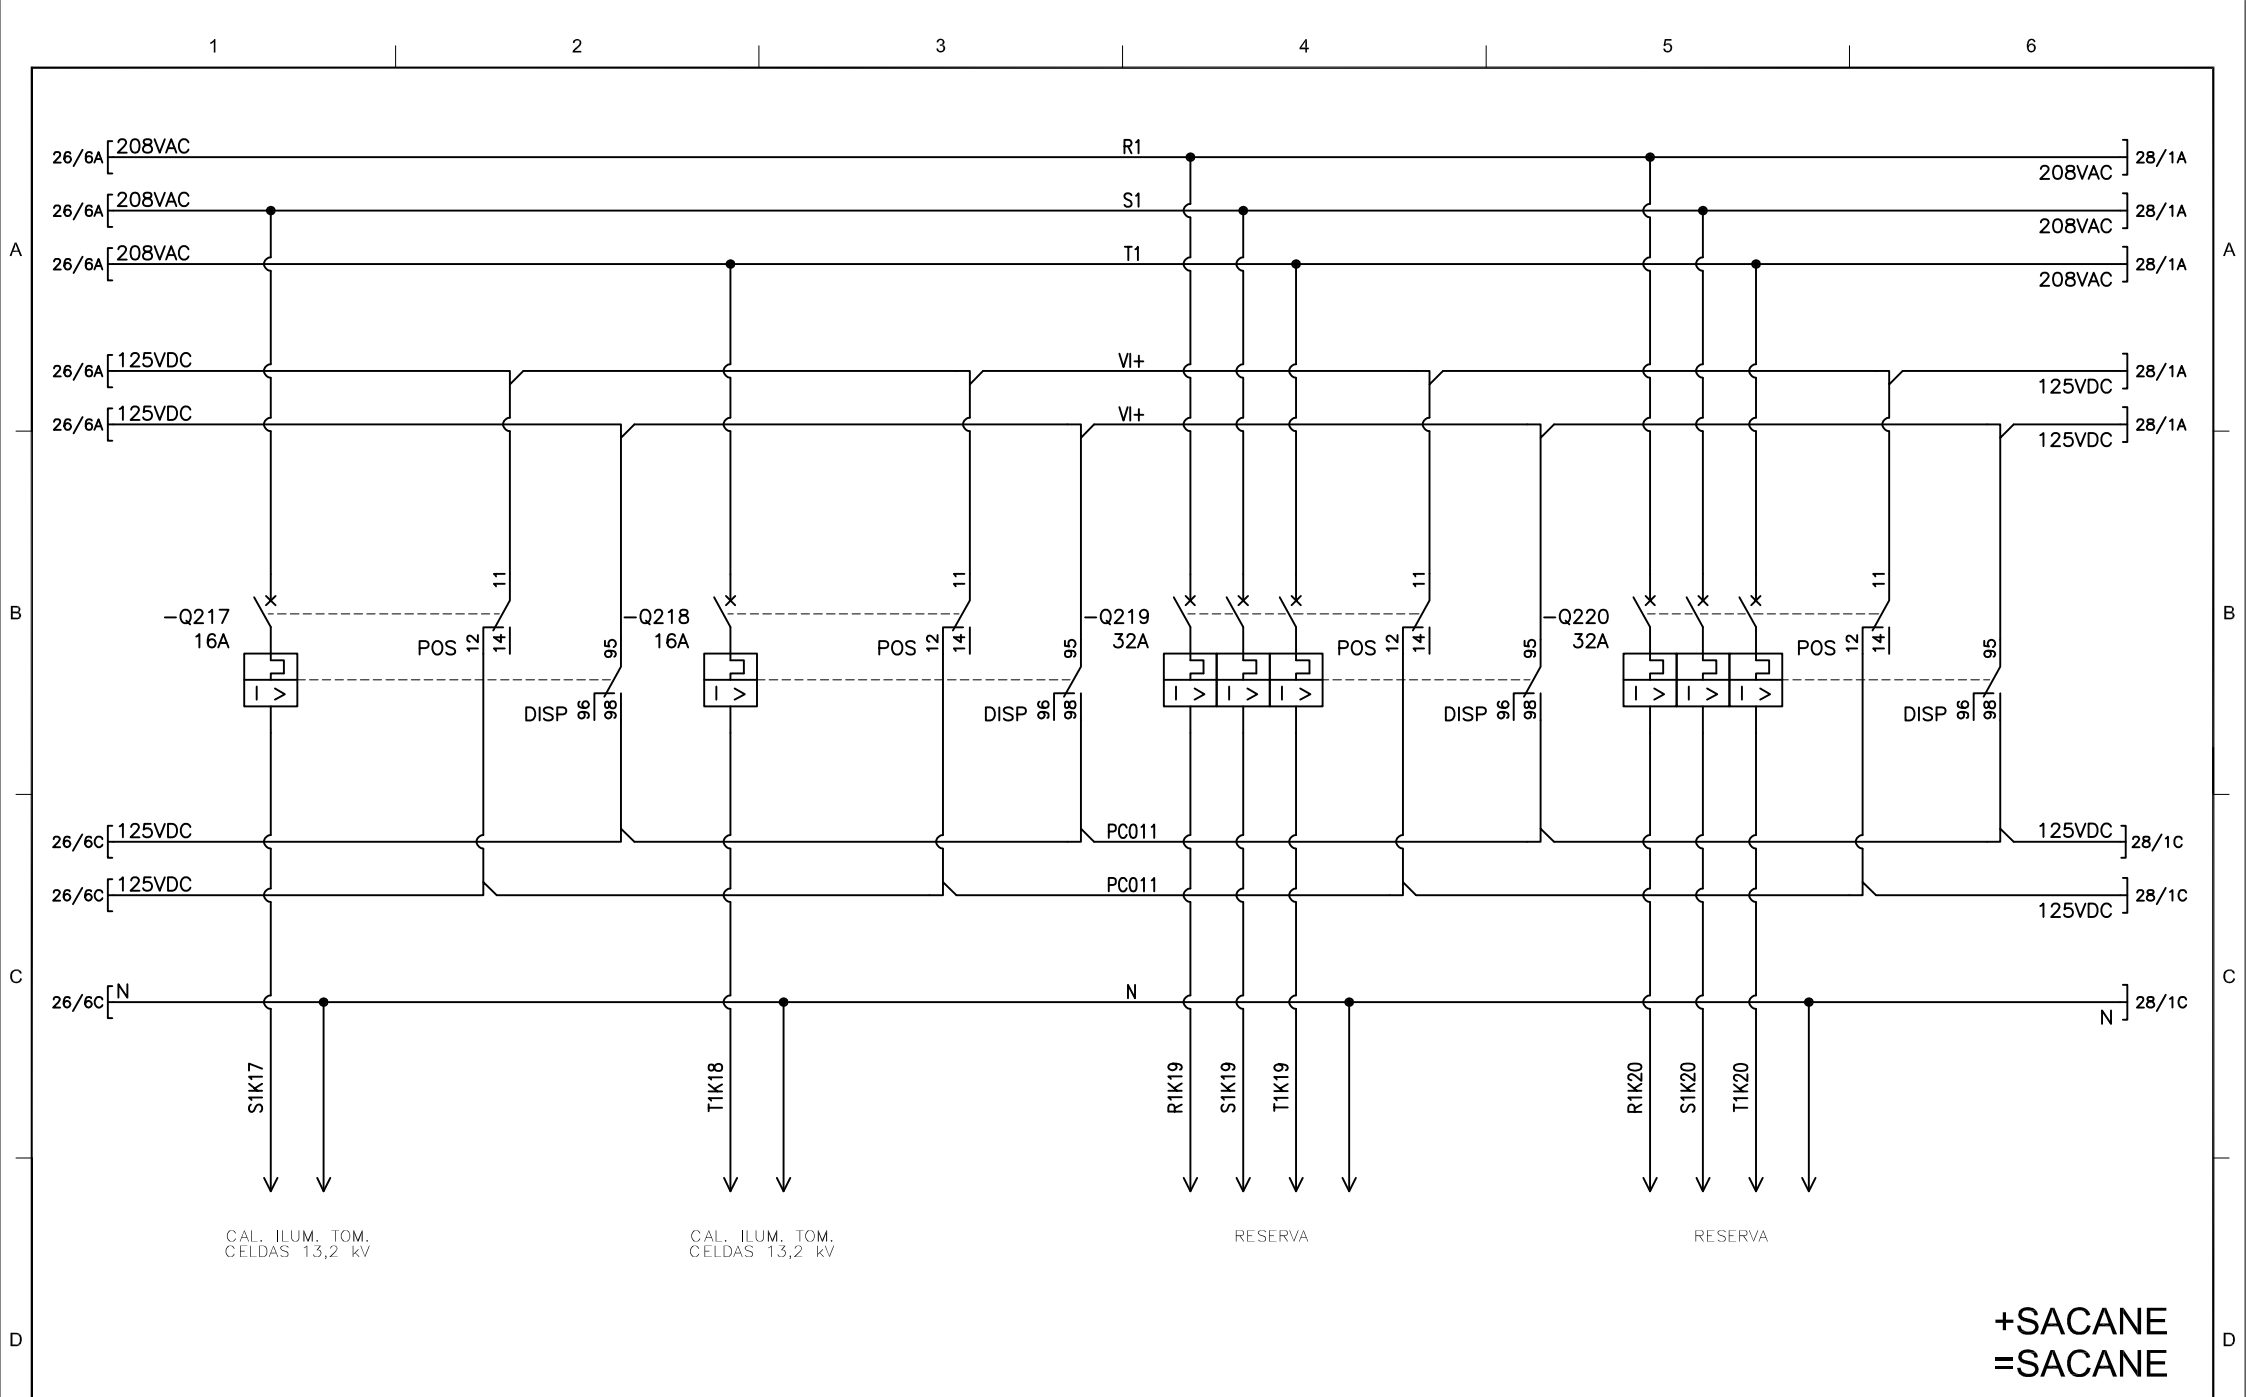 1 2 3 4 5 6
26/6A 208VAC R1 28/1A
208VAC
26/6A 208VAC S1 28/1A
208VAC
A 26/6A 208VAC T1 28/1A A
208VAC
26/6A 125VDC VI+ 28/1A
125VDC
26/6A 125VDC VI+ 28/1A
125VDC
11 11 11 11
B -Q217 -Q218 -Q219 -Q220 B
16A 16A 32A 32A
POS 12 14 95 POS 12 14 95 POS 12 14 95 POS 12 14 95
I > I > I > I > I > I > I > I >
DISP 96 98 DISP 96 98 DISP 96 98 DISP 96 98
26/6C 125VDC PC011 125VDC 28/1C
26/6C 125VDC PC011 28/1C
125VDC
C C
26/6C N N 28/1C
N
S1K17 T1K18 R1K19 S1K19 T1K19 R1K20 S1K20 T1K20
CAL. ILUM. TOM. CAL. ILUM. TOM. RESERVA RESERVA
CELDAS 13,2 kV CELDAS 13,2 kV
+SACANE
D D
=SACANE